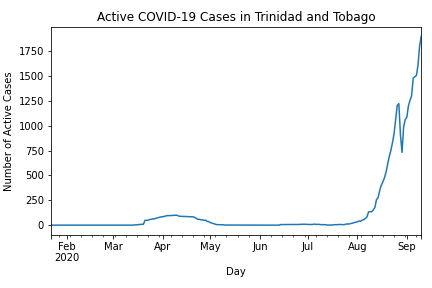 Active COVID-19 Cases in Trinidad and Tobago
Number of Active Cases
1750
1500
1250
1000
750
500
250
0
Feb Mar Apr May Jun Jul Aug Sep
2020
Day